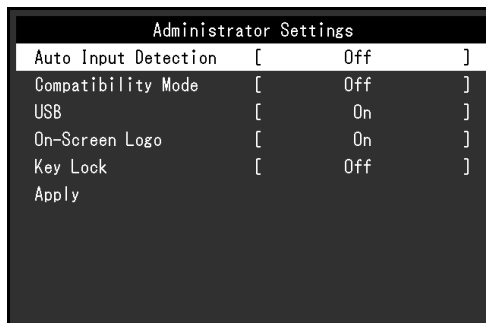 Administrator Settings
Auto Input Detection [ Off ]
Compatibility Mode [ Off ]
USB [ On ]
On-Screen Logo [ On ]
Key Lock [ Off ]
Apply